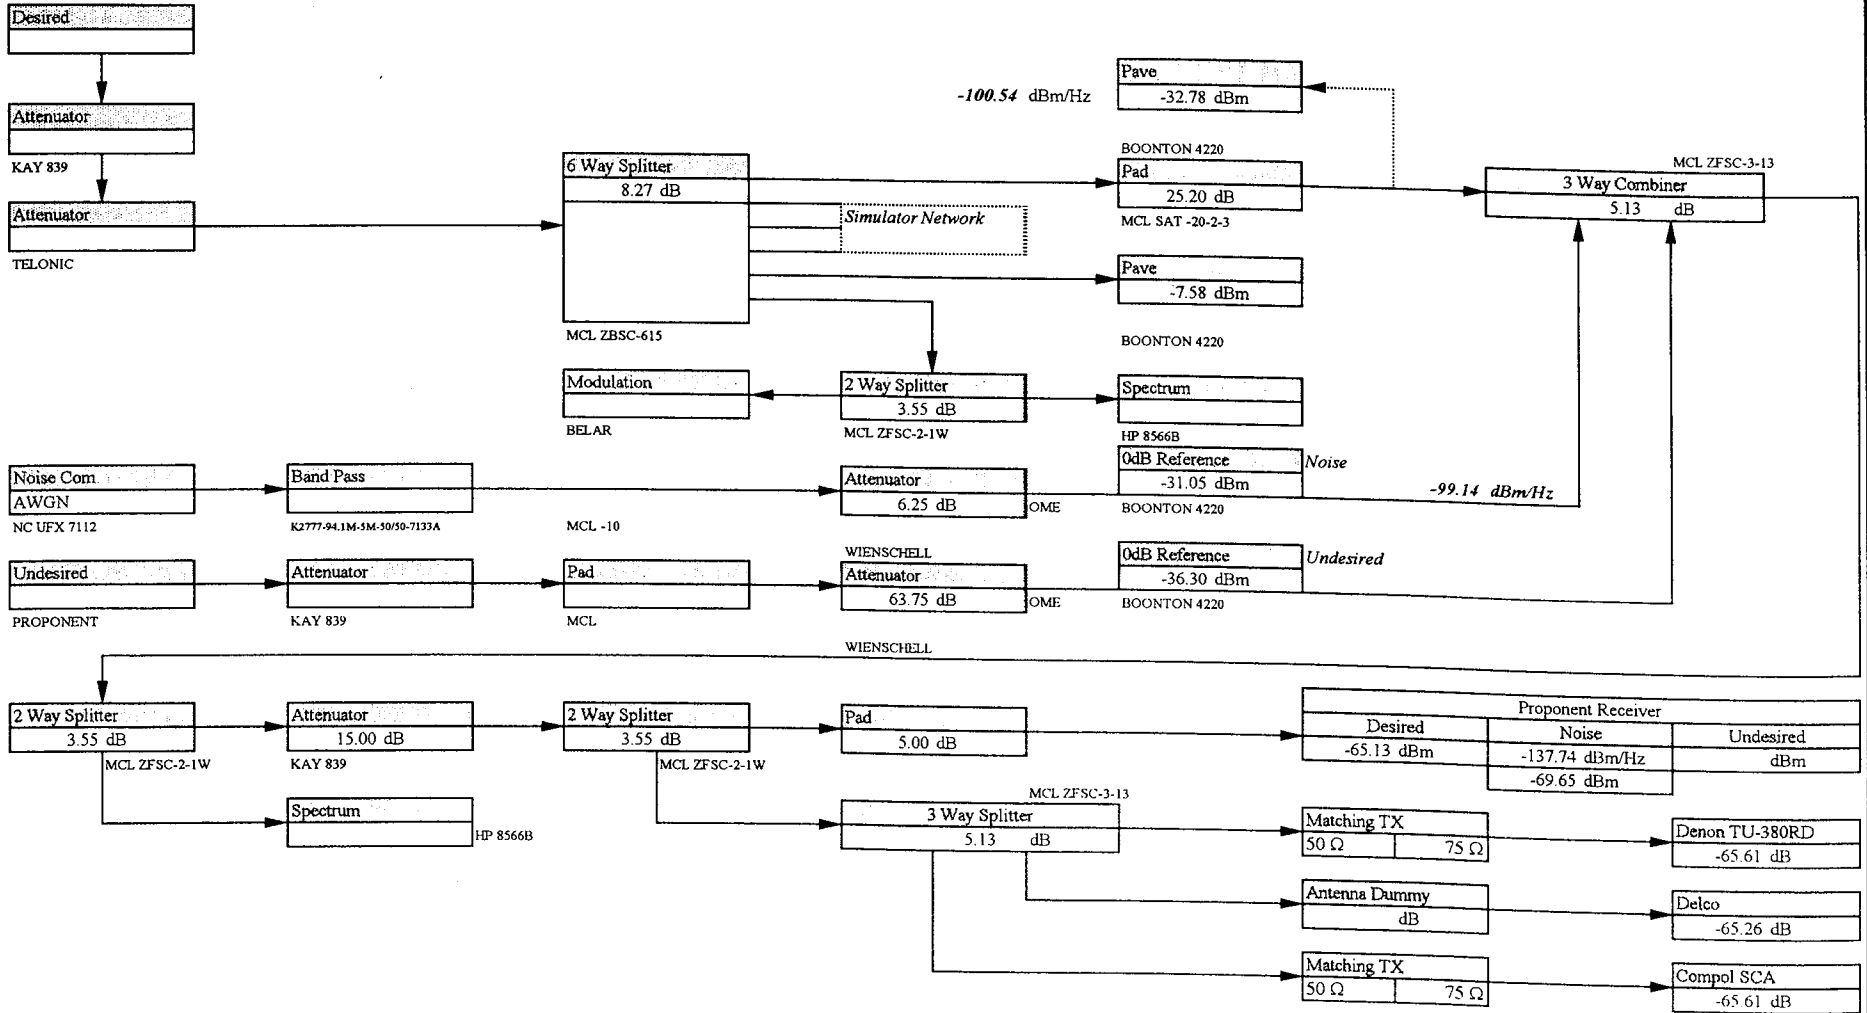 Desired
Attenuator
KAY 839
Attenuator
TELONIC
6 Way Splitter
8.27 dB
MCL ZBSC-615
Simulator Network
-100.54 dBm/Hz
Pave
-32.78 dBm
BOONTON 4220
Pad
25.20 dB
MCL SAT -20-2-3
Pave
-7.58 dBm
BOONTON 4220
MCL ZFSC-3-13
3 Way Combiner
5.13 dB
Modulation
BELAR
2 Way Splitter
3.55 dB
MCL ZFSC-2-1W
Spectrum
HP 8566B
Noise Com
AWGN
NC UFX 7112
Band Pass
K2777-94.1M-5M-50/50-7133A
MCL -10
Attenuator
6.25 dB
OME
WIENSCHELL
0dB Reference
-31.05 dBm
BOONTON 4220
Noise
-99.14 dBm/Hz
Undesired
PROPONENT
Attenuator
KAY 839
Pad
MCL
Attenuator
63.75 dB
OME
WIENSCHELL
0dB Reference
-36.30 dBm
BOONTON 4220
Undesired
2 Way Splitter
3.55 dB
MCL ZFSC-2-1W
Attenuator
15.00 dB
KAY 839
2 Way Splitter
3.55 dB
MCL ZFSC-2-1W
Pad
5.00 dB
Proponent Receiver
Desired
Noise
Undesired
-65.13 dBm
-137.74 dBm/Hz
dBm
-69.65 dBm
Spectrum
HP 8566B
MCL ZFSC-3-13
3 Way Splitter
5.13 dB
Matching TX
50 Ω 75 Ω
Denon TU-380RD
-65.61 dB
Antenna Dummy
dB
Delco
-65.26 dB
Matching TX
50 Ω 75 Ω
Compol SCA
-65.61 dB